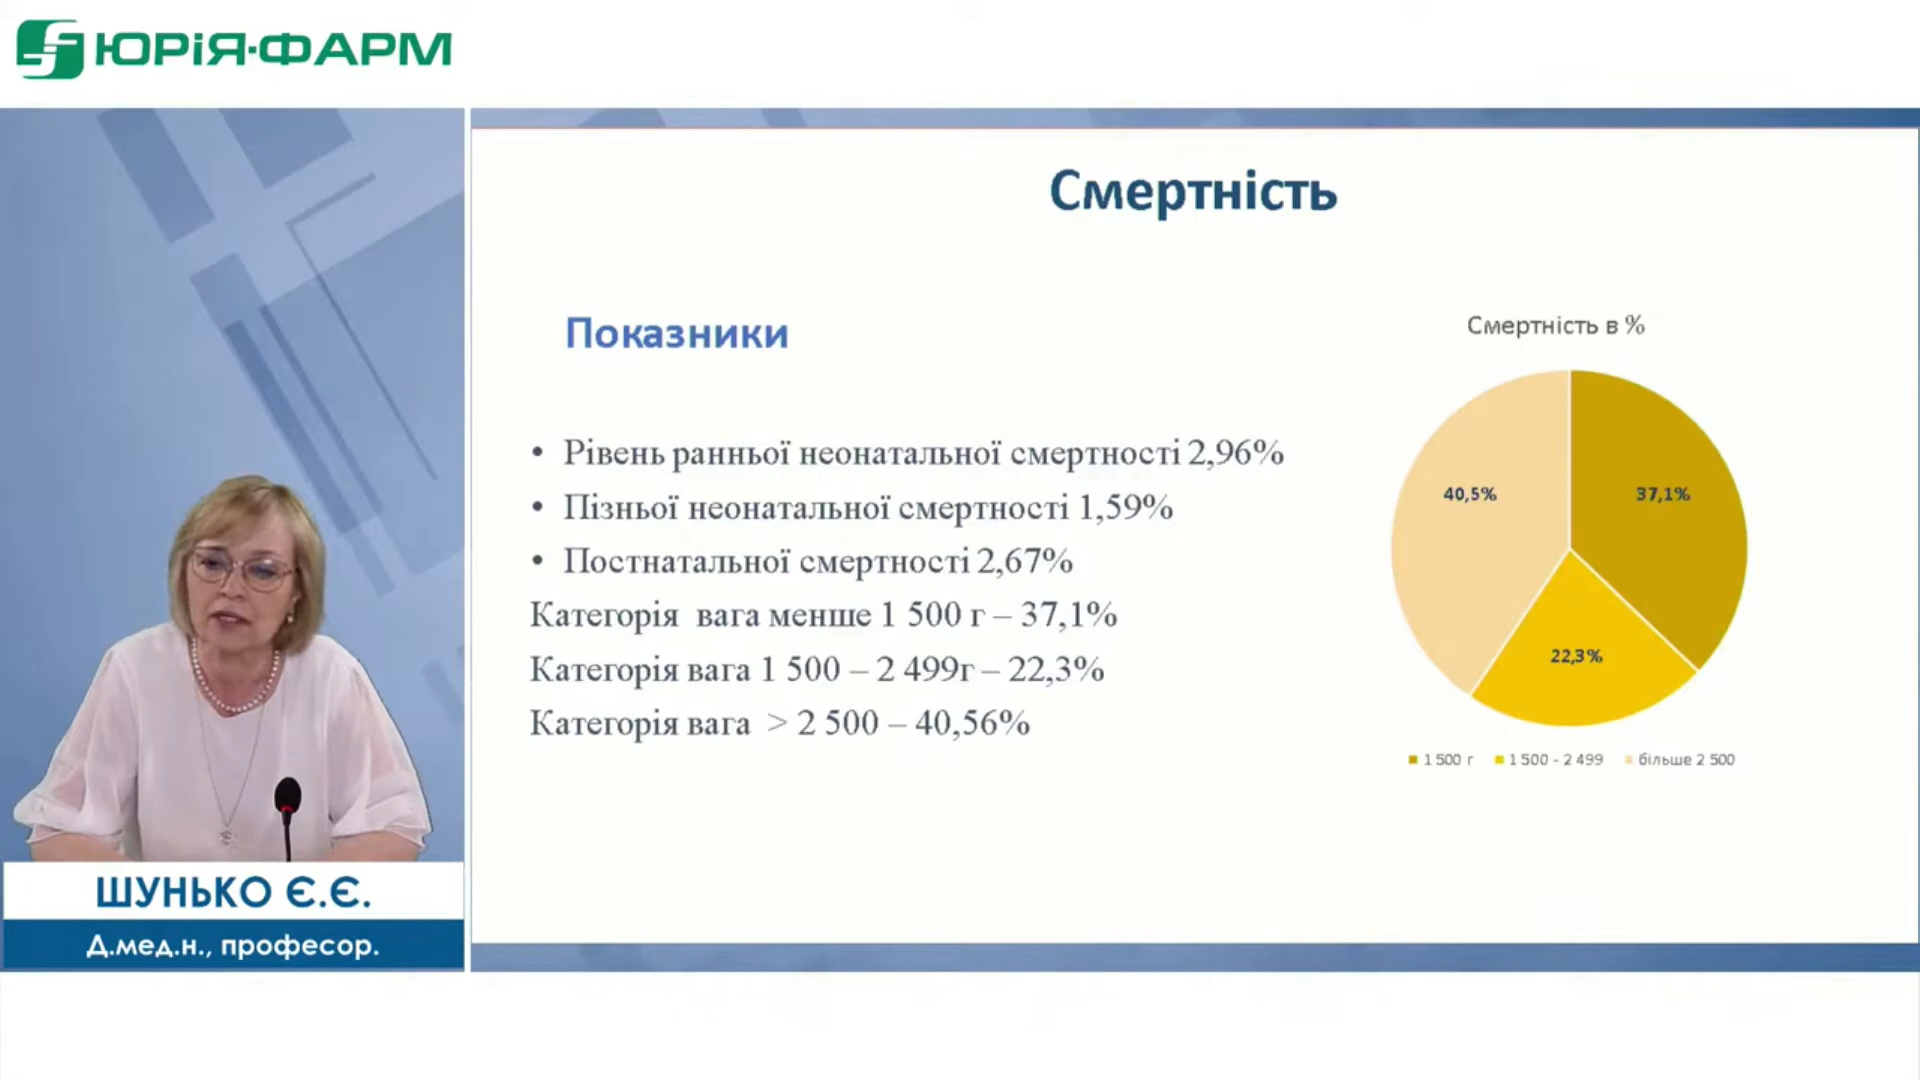 ЮРіЯ·ФАРМ
Смертність
Показники
• Рівень ранньої неонатальної смертності 2,96%
• Пізньої неонатальної смертності 1,59%
• Постнатальної смертності 2,67%
Категорія вага менше 1 500 г – 37,1%
Категорія вага 1 500 – 2 499г – 22,3%
Категорія вага > 2 500 – 40,56%
Смертність в %
40,5%
37,1%
22,3%
1 500 г 1 500 - 2 499 більше 2 500
ШУНЬКО Є.Є.
Д.мед.н., професор.